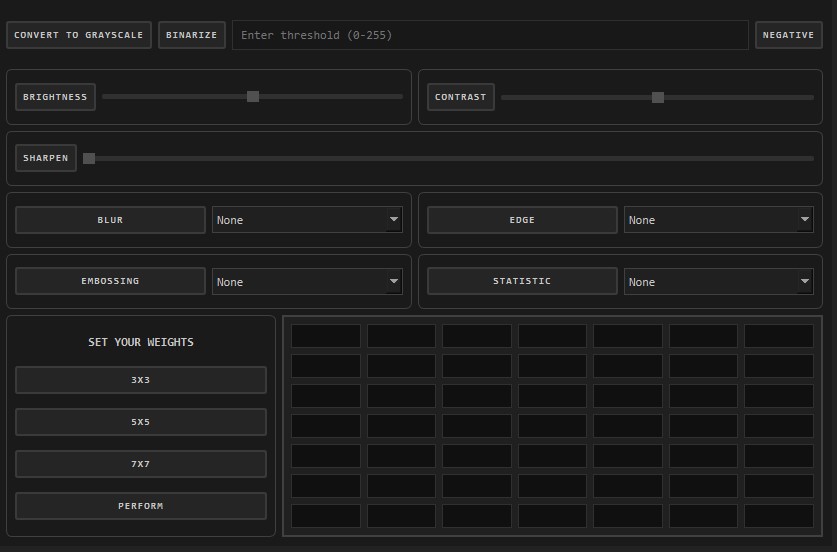 CONVERT TO GRAYSCALE BINARIZE Enter threshold (0-255) NEGATIVE
BRIGHTNESS CONTRAST
SHARPEN
BLUR None EDGE None
EMBOSSING None STATISTIC None
SET YOUR WEIGHTS
3X3
5X5
7X7
PERFORM